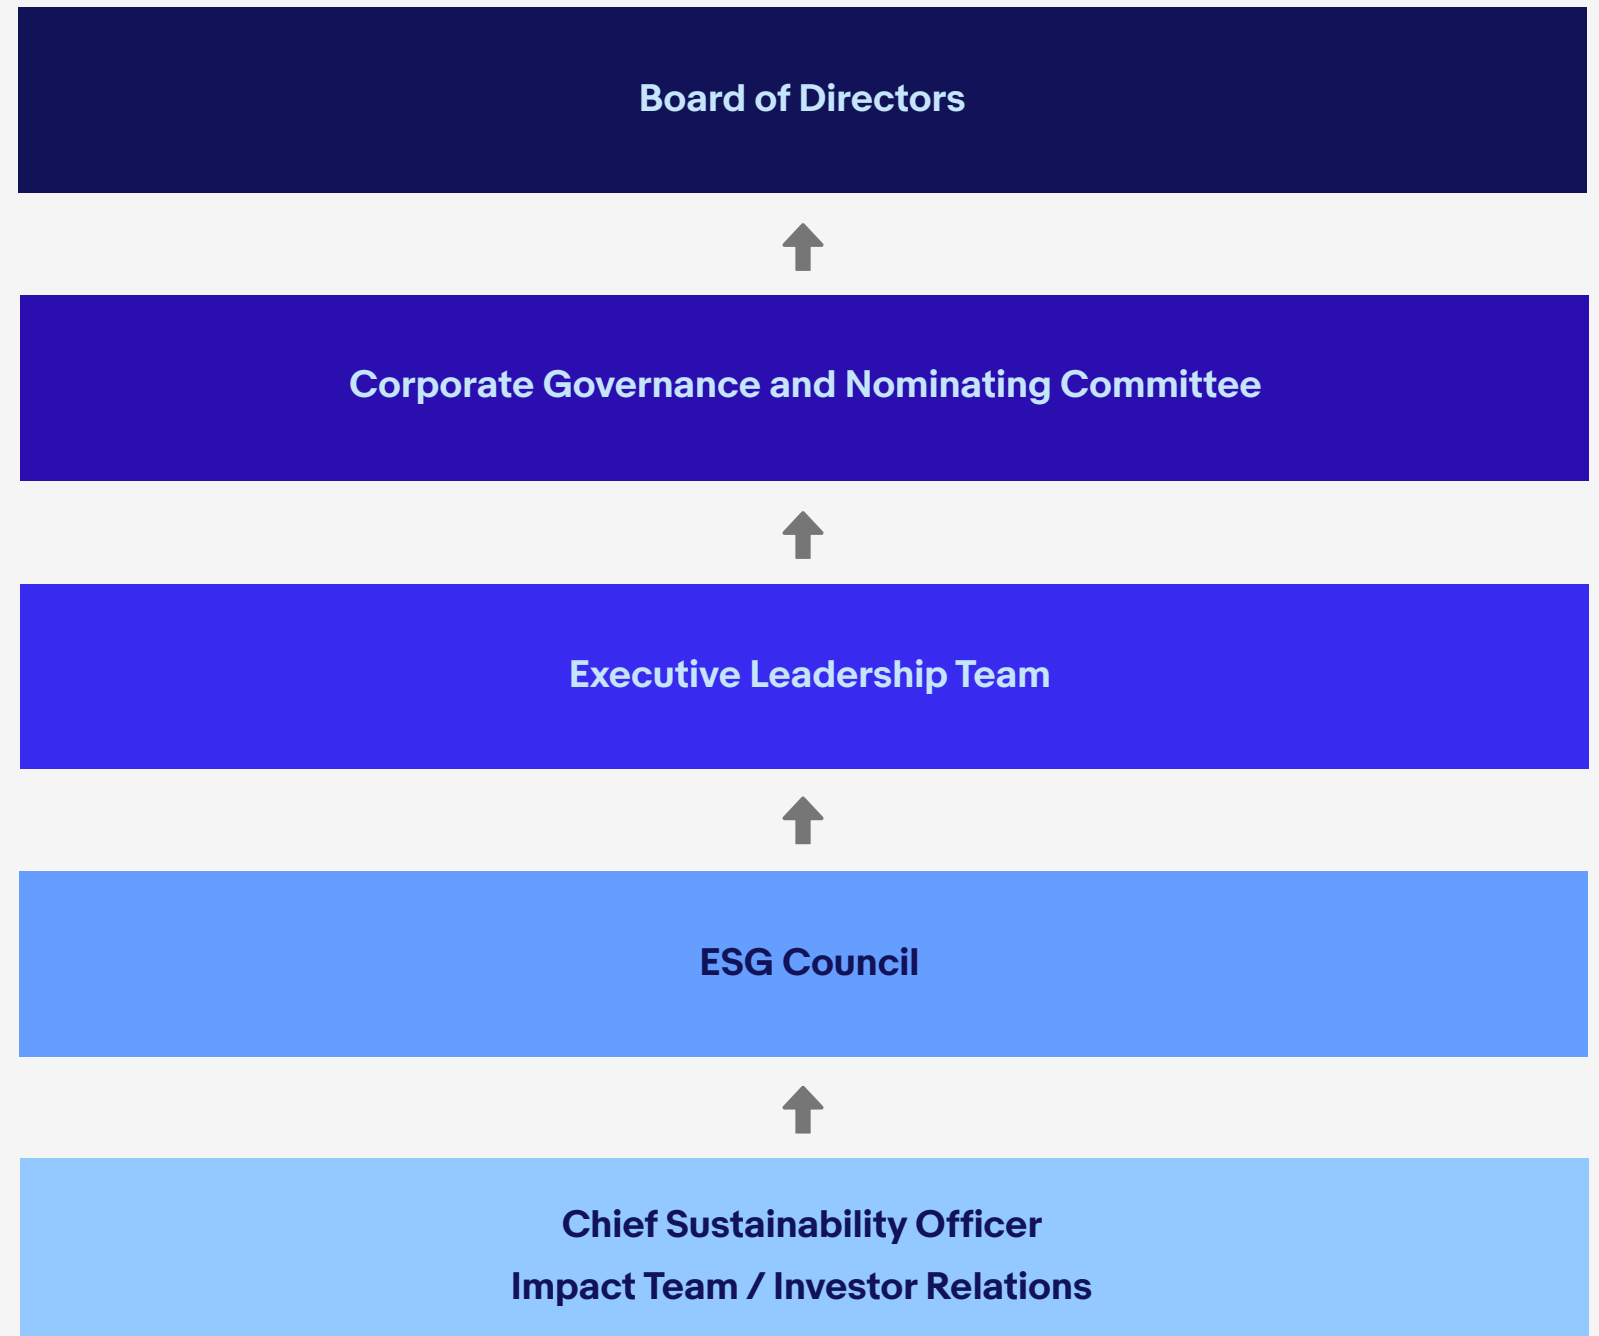 Board of Directors
Corporate Governance and Nominating Committee
Executive Leadership Team
ESG Council
Chief Sustainability Officer
Impact Team / Investor Relations